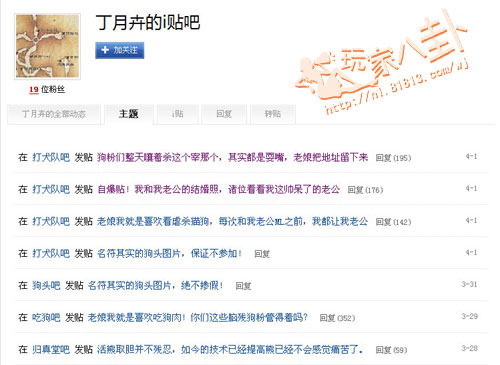 丁月卉的i贴吧
加关注
玩家八卦
http://n1.81813.com/wj
19 位粉丝
丁月卉的全部动态 主题 i贴 回复 转贴
在 打犬队吧 发贴 狗粉们整天嚷着杀这个宰那个，其实都是耍嘴，老娘把地址留下来 回复(195) 4-1
在 打犬队吧 发贴 自爆贴！我和我老公的结婚照，诸位看看我这帅呆了的老公 回复(176) 4-1
在 打犬队吧 发贴 老娘我就是喜欢看虐杀猫狗，每次和我老公ML之前，我都让我老公 回复(142) 4-1
在 打犬队吧 发贴 名符其实的狗头图片，保证不参加！ 回复 4-1
在 狗头吧 发贴 名符其实的狗头图片，绝不掺假！ 回复 3-31
在 吃狗吧 发贴 老娘我就是喜欢吃狗肉！你们这些脑残狗粉管得着吗？ 回复(352) 3-29
在 归真堂吧 发贴 活熊取胆并不残忍，如今的技术已经提高熊已经不会感觉痛苦了。 回复(59) 3-28